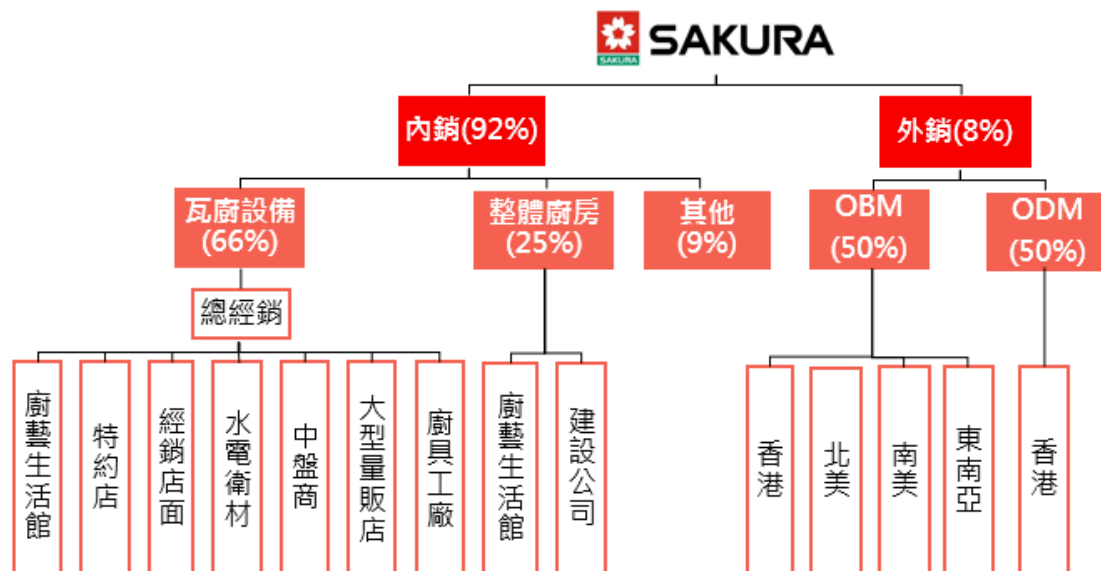 SAKURA
SAKURA
內銷(92%)
外銷(8%)
瓦廚設備
(66%)
整體廚房
(25%)
其他
(9%)
OBM
(50%)
ODM
(50%)
總經銷
廚藝生活館
特約店
經銷店面
水電衛材
中盤商
大型量販店
廚具工廠
廚藝生活館
建設公司
香港
北美
南美
東南亞
香港